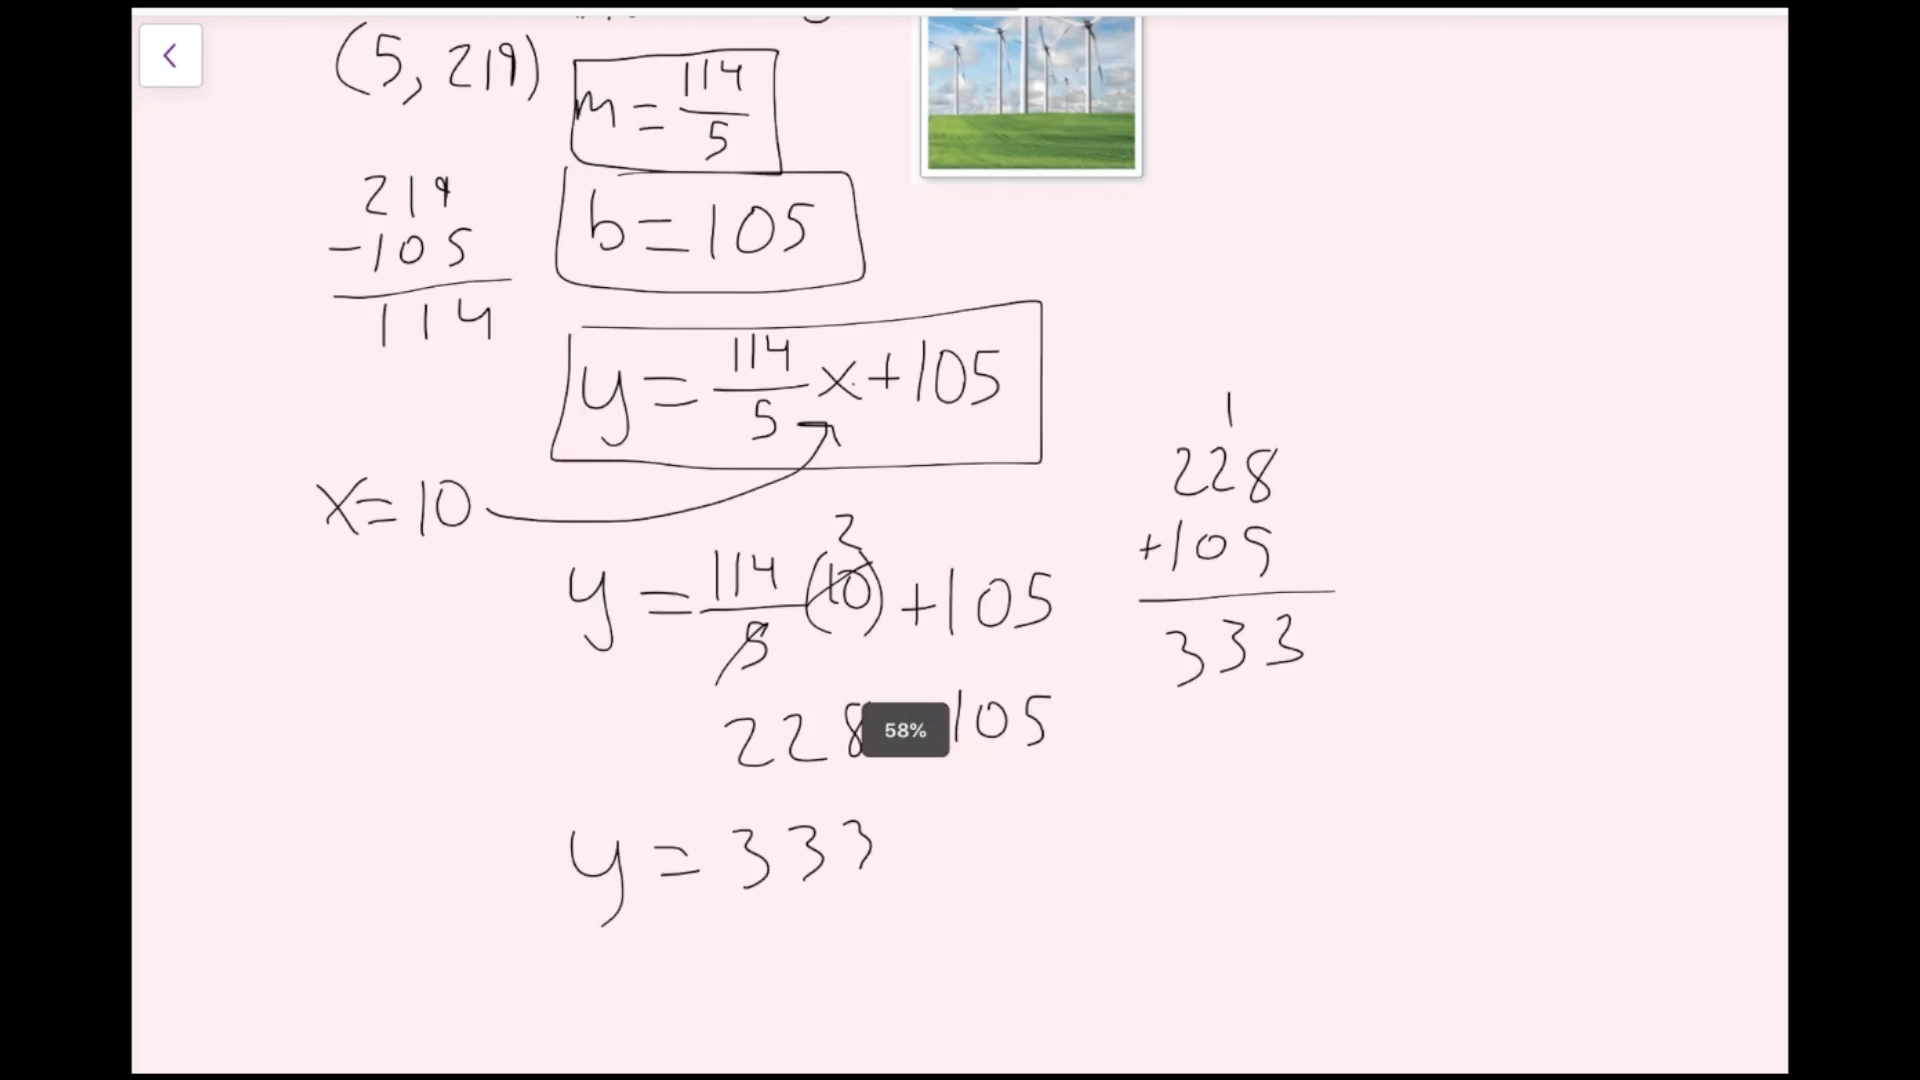 (5, 219)
m = 114/5
219
-105
114
b = 105
y = 114/5 x + 105
x = 10
y = 114/5 (10) + 105
2
228 105
58%
y = 333
1
228
+105
333